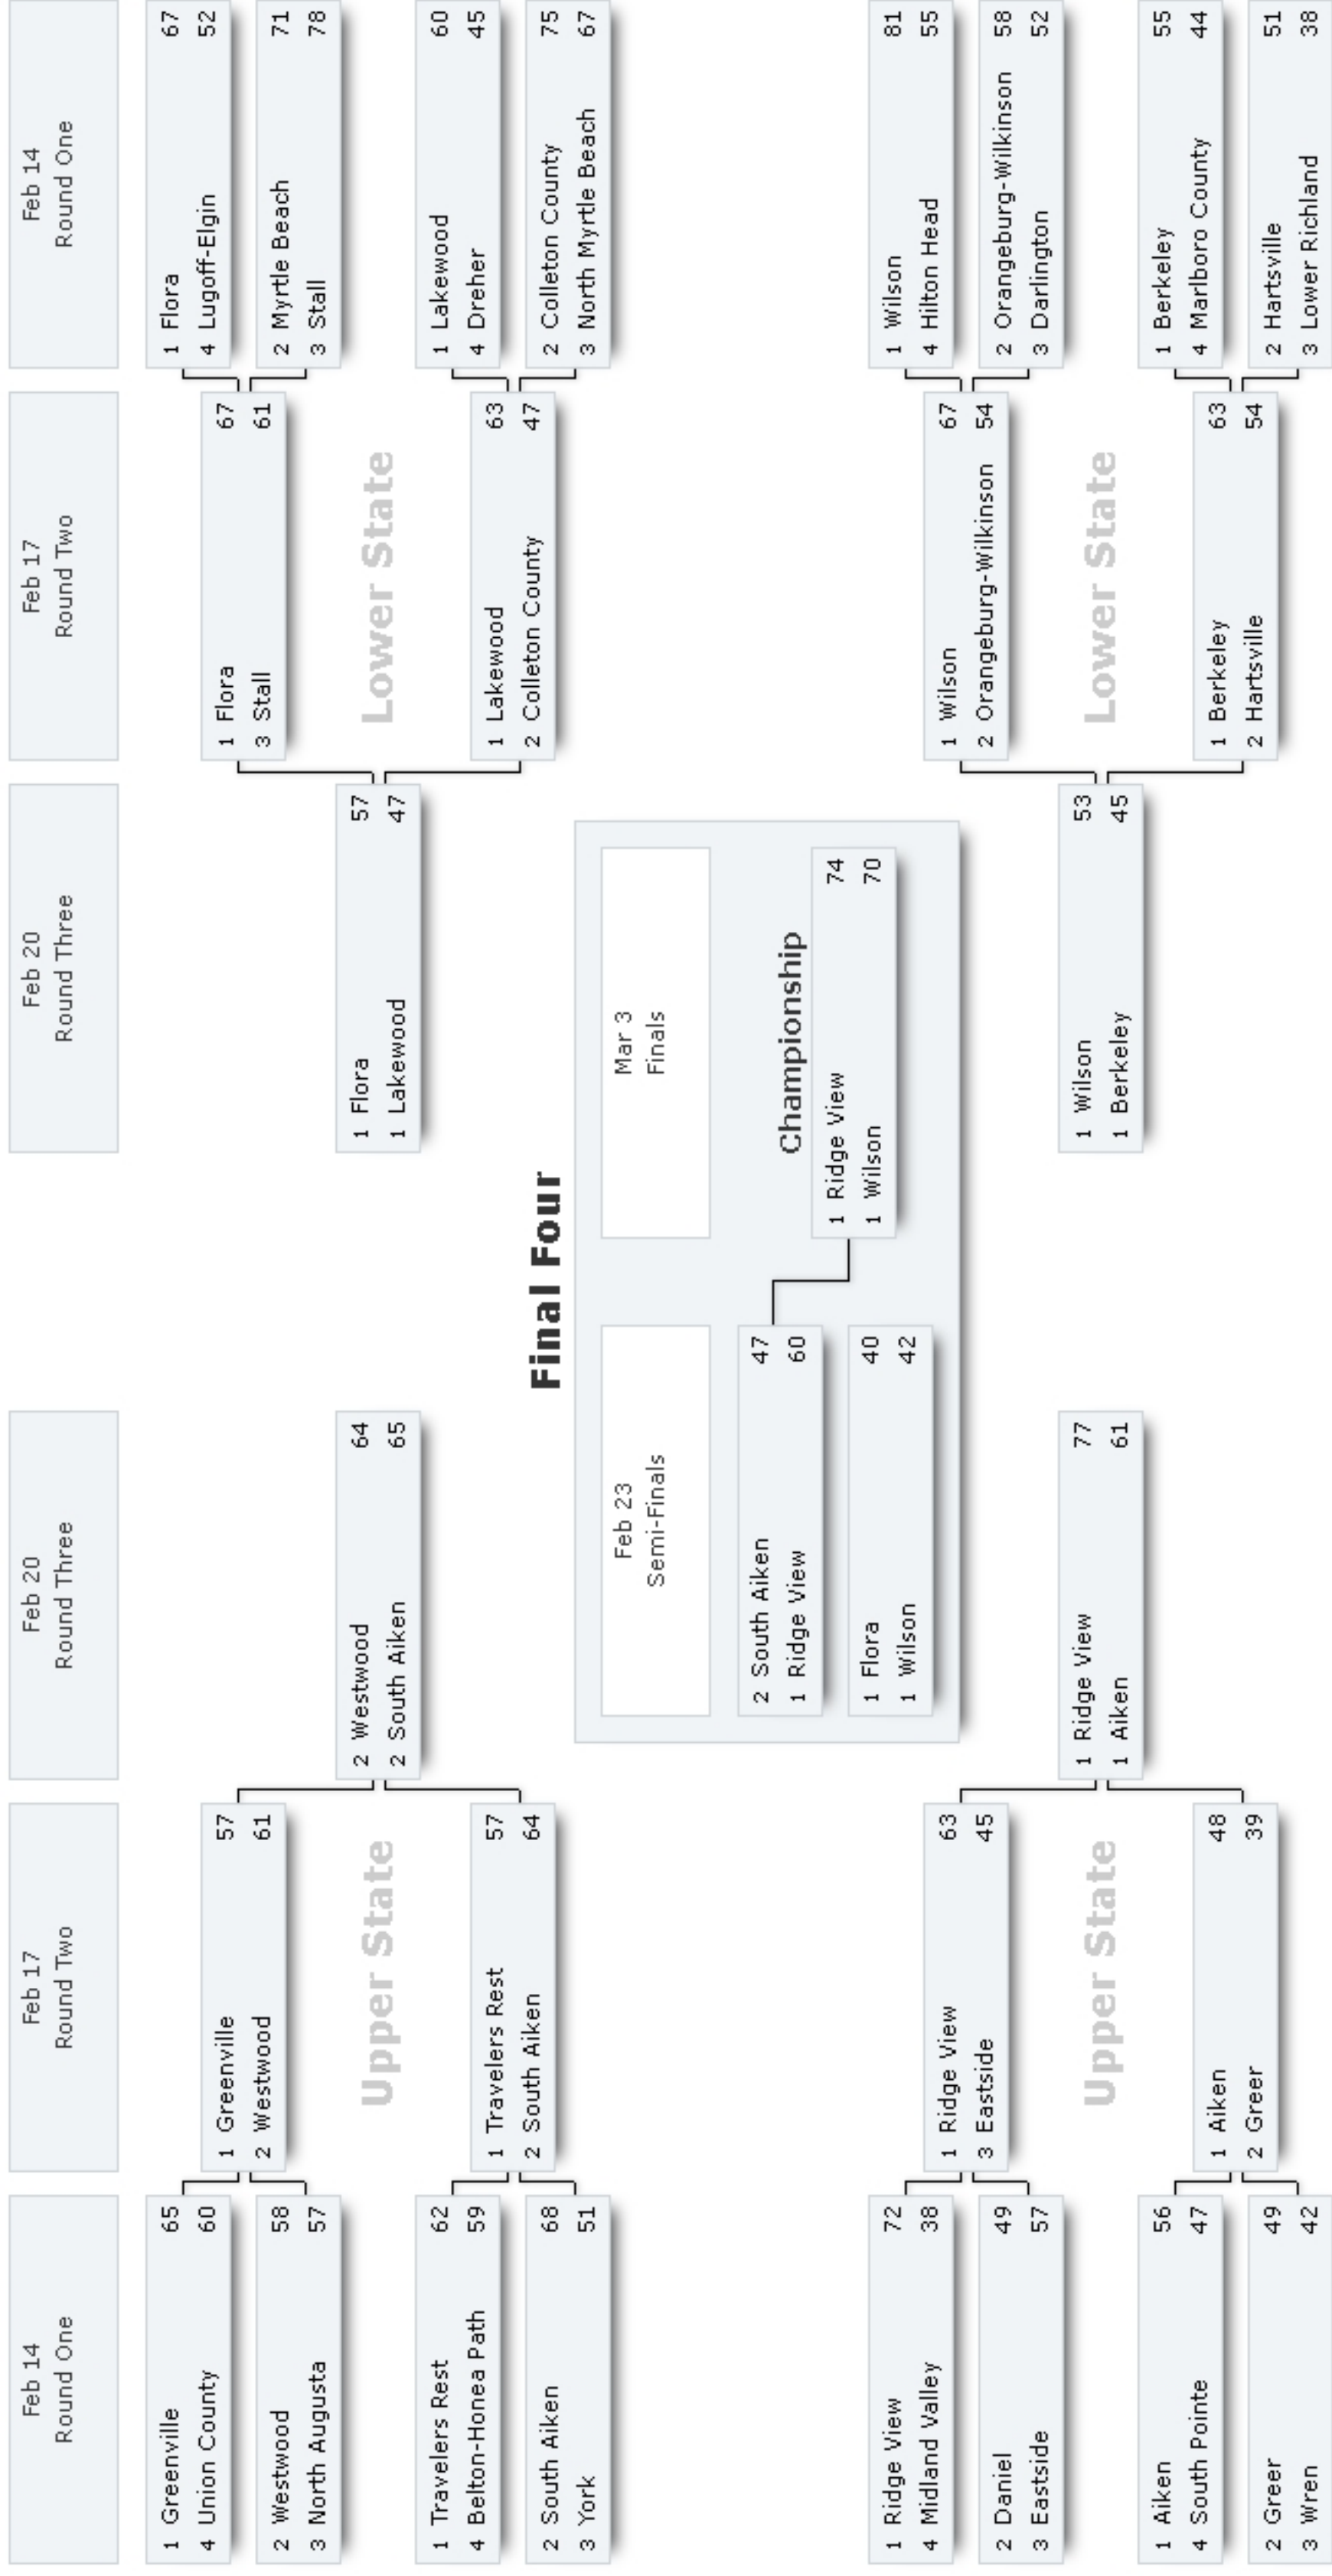 Feb 14
Round One
Feb 17
Round Two
Feb 20
Round Three
Feb 20
Round Three
Feb 17
Round Two
Feb 14
Round One
1 Greenville 65
4 Union County 60
2 Westwood 58
3 North Augusta 57
1 Greenville 57
2 Westwood 61
Upper State
2 Westwood 64
2 South Aiken 65
1 Travelers Rest 62
4 Belton-Honea Path 59
2 South Aiken 68
3 York 51
1 Travelers Rest 57
2 South Aiken 64
1 Flora 57
1 Lakewood 47
1 Flora 67
3 Stall 61
Lower State
1 Lakewood 63
2 Colleton County 47
1 Flora 67
4 Lugoff-Elgin 52
2 Myrtle Beach 71
3 Stall 78
1 Lakewood 60
4 Dreher 45
2 Colleton County 75
3 North Myrtle Beach 67
Final Four
Feb 23
Semi-Finals
Mar 3
Finals
2 South Aiken 47
1 Ridge View 60
1 Flora 40
1 Wilson 42
Championship
1 Ridge View 74
1 Wilson 70
1 Ridge View 72
4 Midland Valley 38
2 Daniel 49
3 Eastside 57
1 Ridge View 63
3 Eastside 45
Upper State
1 Ridge View 77
1 Aiken 61
1 Aiken 56
4 South Pointe 47
2 Greer 49
3 Wren 42
1 Aiken 48
2 Greer 39
1 Wilson 53
1 Berkeley 45
1 Wilson 67
2 Orangeburg-Wilkinson 54
Lower State
1 Berkeley 63
2 Hartsville 54
1 Wilson 81
4 Hilton Head 55
2 Orangeburg-Wilkinson 58
3 Darlington 52
1 Berkeley 55
4 Marlboro County 44
2 Hartsville 51
3 Lower Richland 38